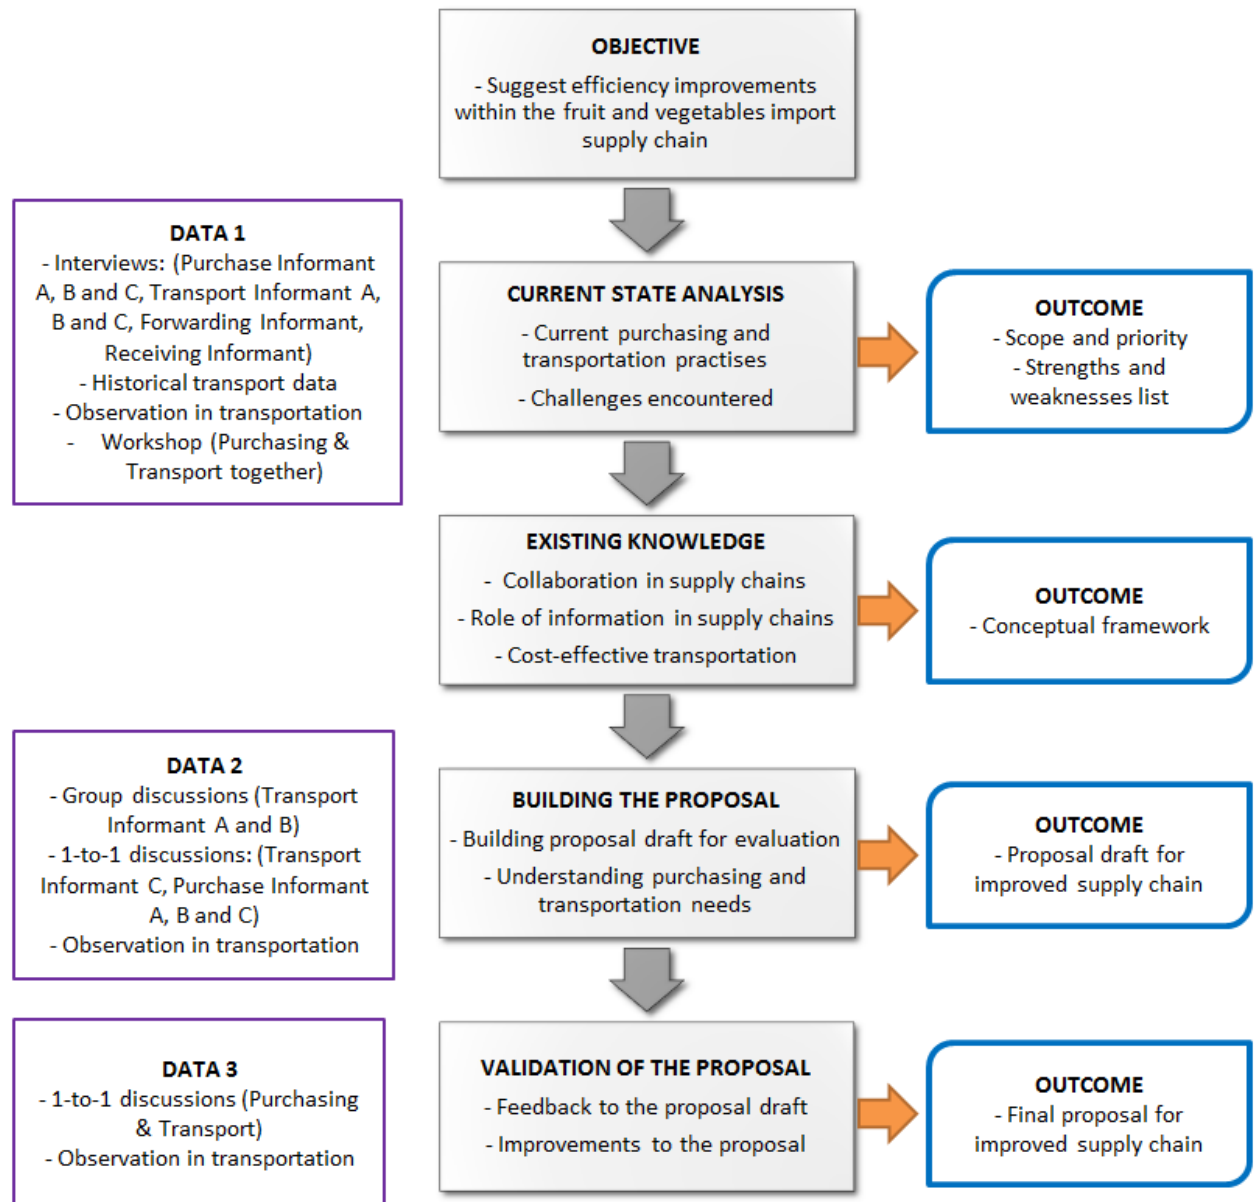 OBJECTIVE
- Suggest efficiency improvements
within the fruit and vegetables import
supply chain
DATA 1
- Interviews: (Purchase Informant
A, B and C, Transport Informant A,
B and C, Forwarding Informant,
Receiving Informant)
- Historical transport data
- Observation in transportation
- Workshop (Purchasing &
Transport together)
CURRENT STATE ANALYSIS
- Current purchasing and
transportation practises
- Challenges encountered
OUTCOME
- Scope and priority
- Strengths and
weaknesses list
EXISTING KNOWLEDGE
- Collaboration in supply chains
- Role of information in supply chains
- Cost-effective transportation
OUTCOME
- Conceptual framework
DATA 2
- Group discussions (Transport
Informant A and B)
- 1-to-1 discussions: (Transport
Informant C, Purchase Informant
A, B and C)
- Observation in transportation
BUILDING THE PROPOSAL
- Building proposal draft for evaluation
- Understanding purchasing and
transportation needs
OUTCOME
- Proposal draft for
improved supply chain
DATA 3
- 1-to-1 discussions (Purchasing
& Transport)
- Observation in transportation
VALIDATION OF THE PROPOSAL
- Feedback to the proposal draft
- Improvements to the proposal
OUTCOME
- Final proposal for
improved supply chain